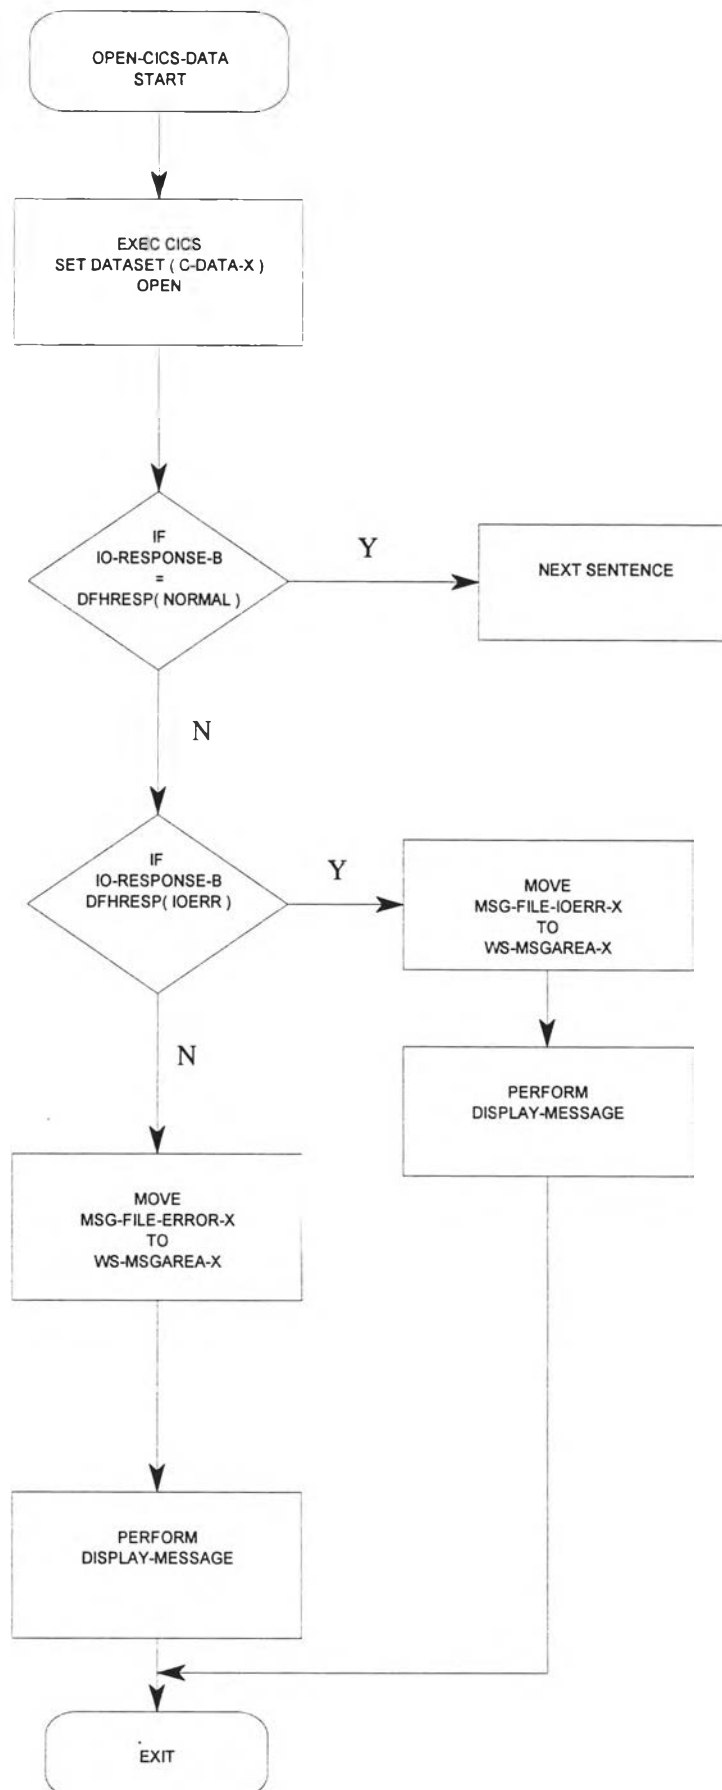 OPEN-CICS-DATA
START
EXEC CICS
SET DATASET ( C-DATA-X )
OPEN
IF
IO-RESPONSE-B
=
DFHRESP( NORMAL )
Y
NEXT SENTENCE
N
IF
IO-RESPONSE-B
DFHRESP( IOERR )
Y
MOVE
MSG-FILE-IOERR-X
TO
WS-MSGAREA-X
N
PERFORM
DISPLAY-MESSAGE
MOVE
MSG-FILE-ERROR-X
TO
WS-MSGAREA-X
PERFORM
DISPLAY-MESSAGE
EXIT